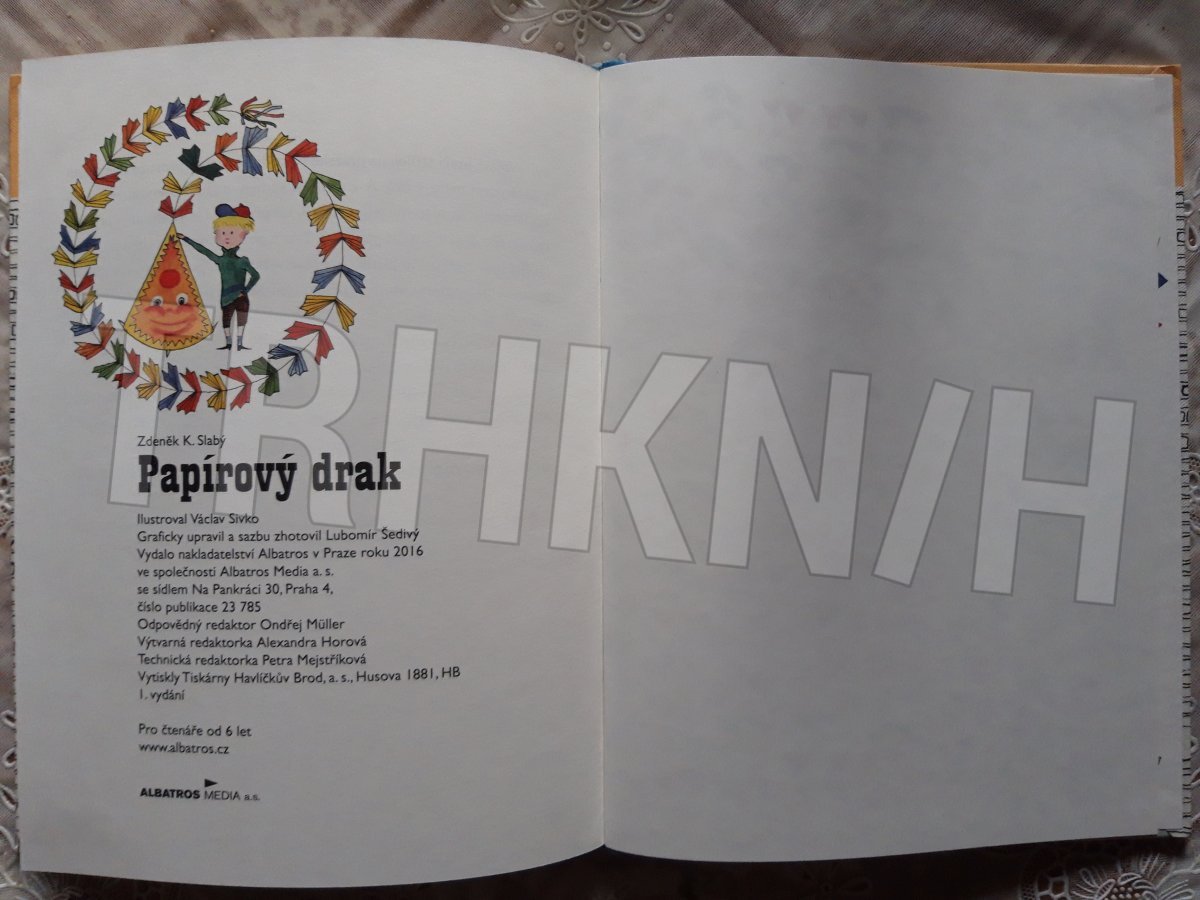 Zdeněk K. Slabý
Papírový drak
Ilustroval Václav Sivko
Graficky upravil a sazbu zhotovil Lubomír Šedivý
Vydalo nakladatelství Albatros v Praze roku 2016
ve společnosti Albatros Media a. s.
se sídlem Na Pankráci 30, Praha 4,
číslo publikace 23 785
Odpovědný redaktor Ondřej Müller
Výtvarná redaktorka Alexandra Horová
Technická redaktorka Petra Mejstříková
Vytiskly Tiskárny Havlíčkův Brod, a. s., Husova 1881, HB
1. vydání
Pro čtenáře od 6 let
www.albatros.cz
ALBATROS MEDIA a.s.
TRHKN/H